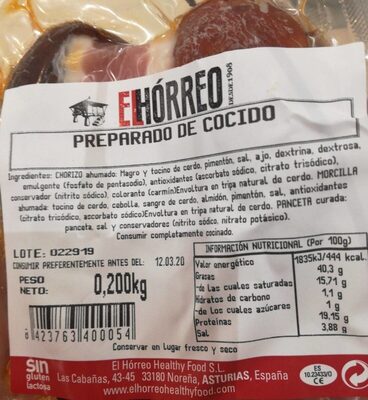 EL HÓRREO
DESDE 1908
PREPARADO DE COCIDO
Ingredientes: CHORIZO ahumado: Magro y tocino de cerdo, pimentón, sal, ajo, dextrina, dextrosa,
emulgente (fosfato de pentasodio), antioxidantes (ascorbato sódico, citrato trisódico),
conservador (nitrito sódico), colorante (carmín)Envoltura en tripa natural de cerdo. MORCILLA
ahumada: tocino de cerdo, cebolla, sangre de cerdo, almidón, pimentón, sal, antioxidantes
(citrato trisódico, ascorbato sódico)Envoltura en tripa natural de cerdo. PANCETA curada:
panceta, sal y conservadores (nitrito sódco, nitrato potásico).
Consumir completamente cocinado.
LOTE: 022919
CONSUMIR PREFERENTEMENTE ANTES DEL: 12.03.20
PESO
NETO: 0,200kg
8 423763 400054
INFORMACIÓN NUTRICIONAL (Por 100g)
Valor energético 1835kJ/444 kcal.
Grasas 40,3 g
-de las cuales saturadas 15,71 g
Hidratos de carbono 1,1 g
-de los cuales azúcares 1 g
Proteínas 19,15 g
Sal 3,88 g
Conservar en lugar fresco y seco
sin
gluten
lactosa
El Hórreo Healthy Food S.L.
Las Cabañas, 43-45 33180 Noreña, ASTURIAS, España
www.elhorreohealthyfood.com
ES
10.22433/O
CE